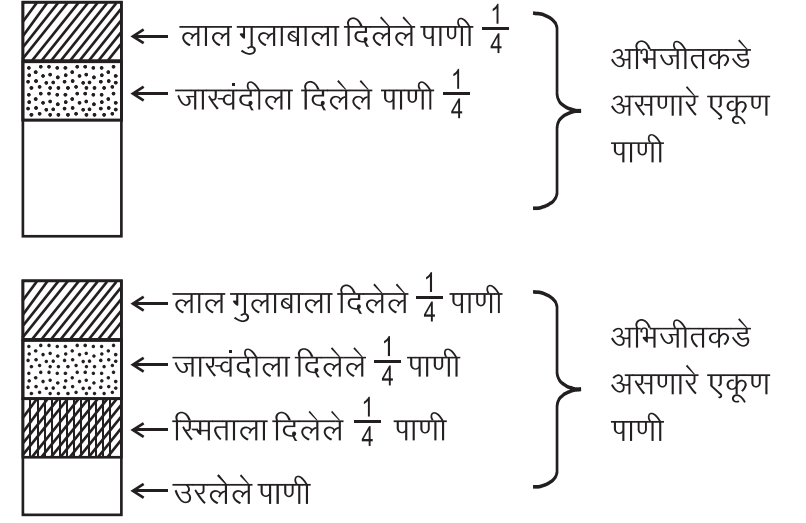 लाल गुलाबाला दिलेले पाणी 1/4
जास्वंदीला दिलेले पाणी 1/4
अभिजीतकडे
असणारे एकूण
पाणी
लाल गुलाबाला दिलेले 1/4 पाणी
जास्वंदीला दिलेले 1/4 पाणी
स्मिताला दिलेले 1/4 पाणी
उरलेले पाणी
अभिजीतकडे
असणारे एकूण
पाणी